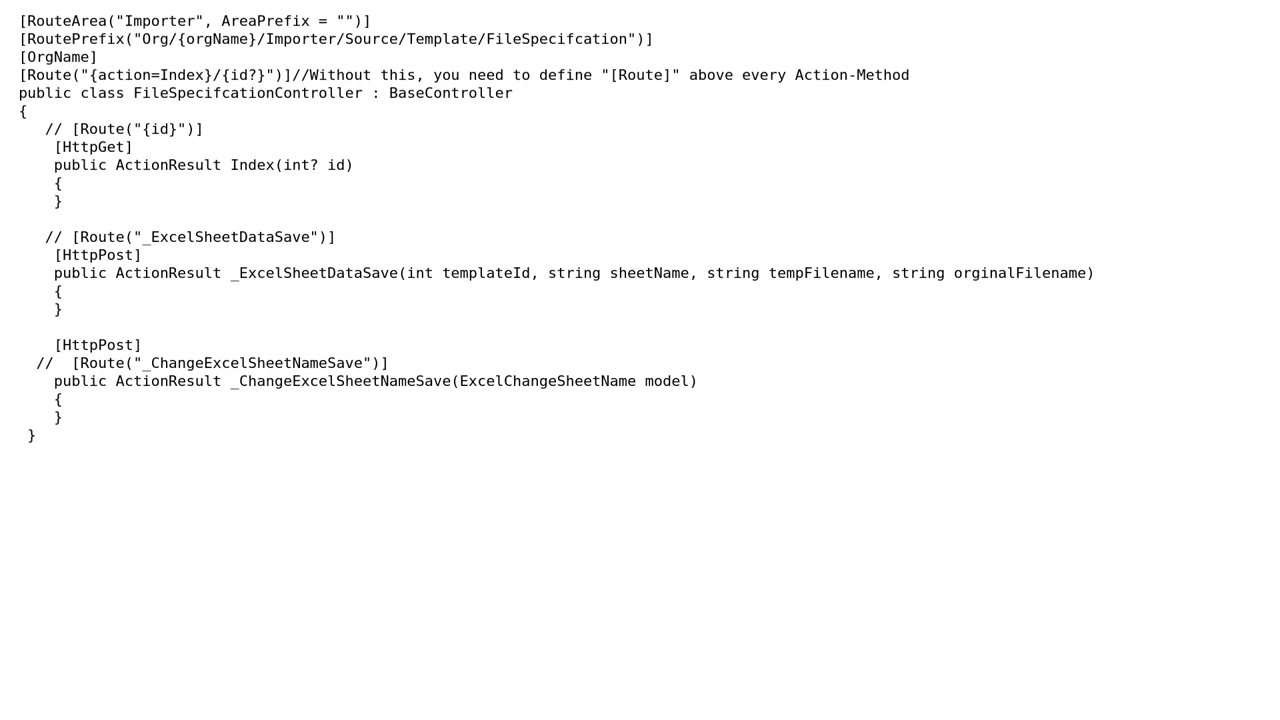 [RouteArea("Importer", AreaPrefix = "")]
[RoutePrefix("Org/{orgName}/Importer/Source/Template/FileSpecifcation")]
[OrgName]
[Route("{action=Index}/{id?}")]//Without this, you need to define "[Route]" above every Action-Method
public class FileSpecifcationController : BaseController
{
   // [Route("{id}")]
    [HttpGet]
    public ActionResult Index(int? id)
    {
    }

   // [Route("_ExcelSheetDataSave")]
    [HttpPost]
    public ActionResult _ExcelSheetDataSave(int templateId, string sheetName, string tempFilename, string orginalFilename)
    {
    }

    [HttpPost]
  //  [Route("_ChangeExcelSheetNameSave")]
    public ActionResult _ChangeExcelSheetNameSave(ExcelChangeSheetName model)
    {
    }
 }